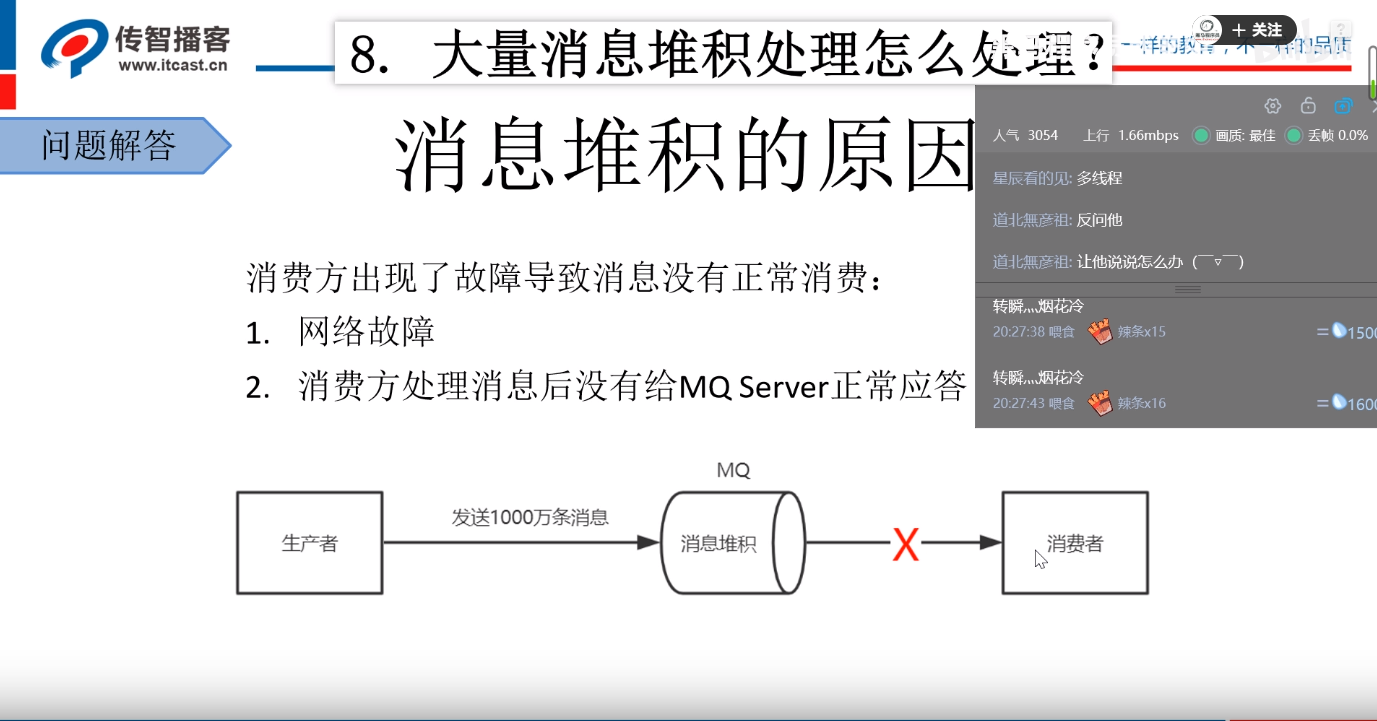 传智播客
www.itcast.cn
8. 大量消息堆积处理怎么处理?
+ 关注
问题解答
消息堆积的原因
人气 3054 上行 1.66mbps 画质: 最佳 丢帧 0.0%
星辰看的见: 多线程
道北無彦祖: 反问他
道北無彦祖: 让他说说怎么办 (￣▽￣)
转瞬灬烟花冷
20:27:38 喂食 辣条x15 =1500
转瞬灬烟花冷
20:27:43 喂食 辣条x16 =1600
消费方出现了故障导致消息没有正常消费：
1. 网络故障
2. 消费方处理消息后没有给MQ Server正常应答
MQ
生产者
发送1000万条消息
消息堆积
X
消费者